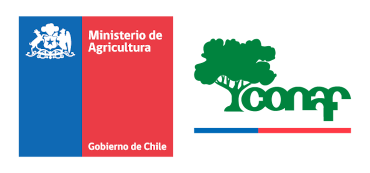 Ministerio de
Agricultura
Gobierno de Chile
conaf